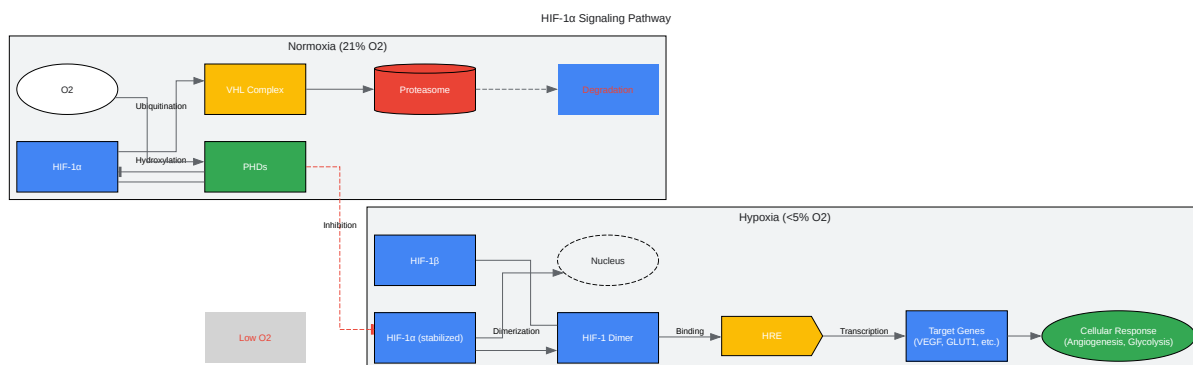 HIF-1α Signaling Pathway
Normoxia (21% O2)
O2
VHL Complex
Proteasome
Degradation
Ubiquitination
HIF-1α
Hydroxylation
PHDs
Inhibition
Hypoxia (<5% O2)
HIF-1β
Nucleus
Low O2
HIF-1α (stabilized)
Dimerization
HIF-1 Dimer
Binding
HRE
Transcription
Target Genes
(VEGF, GLUT1, etc.)
Cellular Response
(Angiogenesis, Glycolysis)